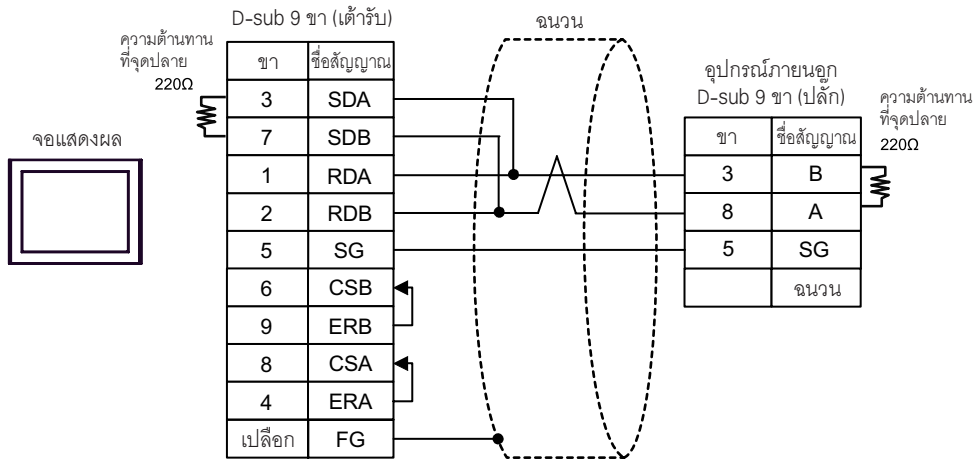 D-sub 9 ขา (เต้ารับ)
ฉนวน
ความต้านทาน
ที่จุดปลาย
220Ω
จอแสดงผล
ขา ชื่อสัญญาณ
3 SDA
7 SDB
1 RDA
2 RDB
5 SG
6 CSB
9 ERB
8 CSA
4 ERA
เปลือก FG
อุปกรณ์ภายนอก
D-sub 9 ขา (ปลั๊ก)
ความต้านทาน
ที่จุดปลาย
220Ω
ขา ชื่อสัญญาณ
3 B
8 A
5 SG
ฉนวน